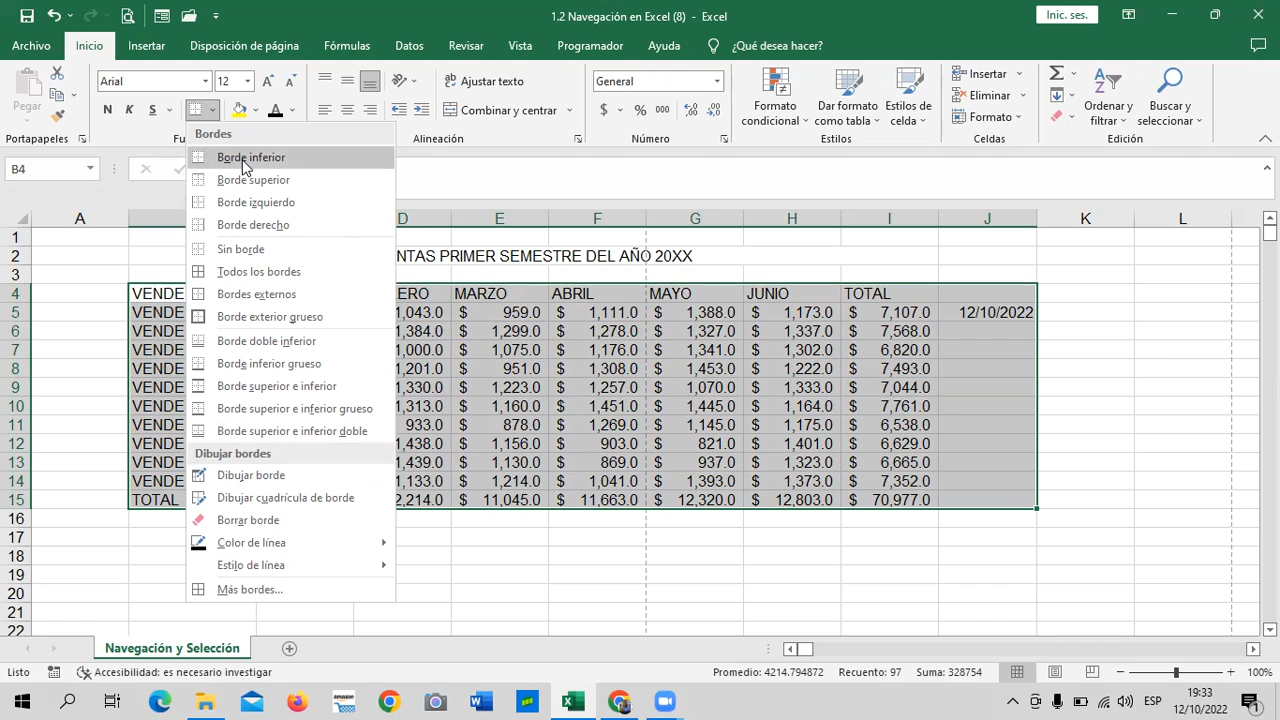 1.2 Navegación en Excel (8) - Excel
Inic. ses.
Archivo Inicio Insertar Disposición de página Fórmulas Datos Revisar Vista Programador Ayuda ¿Qué desea hacer?
Pegar
Arial 12
N K S
Ajustar texto
Combinar y centrar
General
$ % 000
Formato condicional
Dar formato como tabla
Estilos de celda
Insertar
Eliminar
Formato
Ordenar y filtrar
Buscar y seleccionar
Portapapeles Fu Alineación Número Estilos Celdas Edición
B4
Bordes
Borde inferior
Borde superior
Borde izquierdo
Borde derecho
Sin borde
Todos los bordes
Bordes externos
Borde exterior grueso
Borde doble inferior
Borde inferior grueso
Borde superior e inferior
Borde superior e inferior grueso
Borde superior e inferior doble
Dibujar bordes
Dibujar borde
Dibujar cuadrícula de borde
Borrar borde
Color de línea
Estilo de línea
Más bordes...
A D E F G H I J K L
1
2 NTAS PRIMER SEMESTRE DEL AÑO 20XX
3
4 VENDE ERO MARZO ABRIL MAYO JUNIO TOTAL
5 VENDE 1,043.0 $ 959.0 $ 1,111.0 $ 1,388.0 $ 1,173.0 $ 7,107.0 12/10/2022
6 VENDE 1,384.0 $ 1,299.0 $ 1,278.0 $ 1,327.0 $ 1,337.0 $ 7,568.0
7 VENDE 1,000.0 $ 1,075.0 $ 1,176.0 $ 1,341.0 $ 1,302.0 $ 6,820.0
8 VENDE 1,201.0 $ 951.0 $ 1,308.0 $ 1,453.0 $ 1,222.0 $ 7,493.0
9 VENDE 1,330.0 $ 1,223.0 $ 1,257.0 $ 1,070.0 $ 1,333.0 $ 7,044.0
10 VENDE 1,313.0 $ 1,160.0 $ 1,451.0 $ 1,445.0 $ 1,164.0 $ 7,761.0
11 VENDE 933.0 $ 878.0 $ 1,269.0 $ 1,145.0 $ 1,175.0 $ 6,538.0
12 VENDE 1,438.0 $ 1,156.0 $ 903.0 $ 821.0 $ 1,401.0 $ 6,629.0
13 VENDE 1,439.0 $ 1,130.0 $ 869.0 $ 937.0 $ 1,323.0 $ 6,665.0
14 VENDE 1,133.0 $ 1,214.0 $ 1,041.0 $ 1,393.0 $ 1,373.0 $ 7,352.0
15 TOTAL 2,214.0 $ 11,045.0 $ 11,663.0 $ 12,320.0 $ 12,803.0 $ 70,977.0
16
17
18
19
20
21
22
Navegación y Selección
Listo Accesibilidad: es necesario investigar Promedio: 4214.794872 Recuento: 97 Suma: 328754 100%
ESP
19:33
12/10/2022